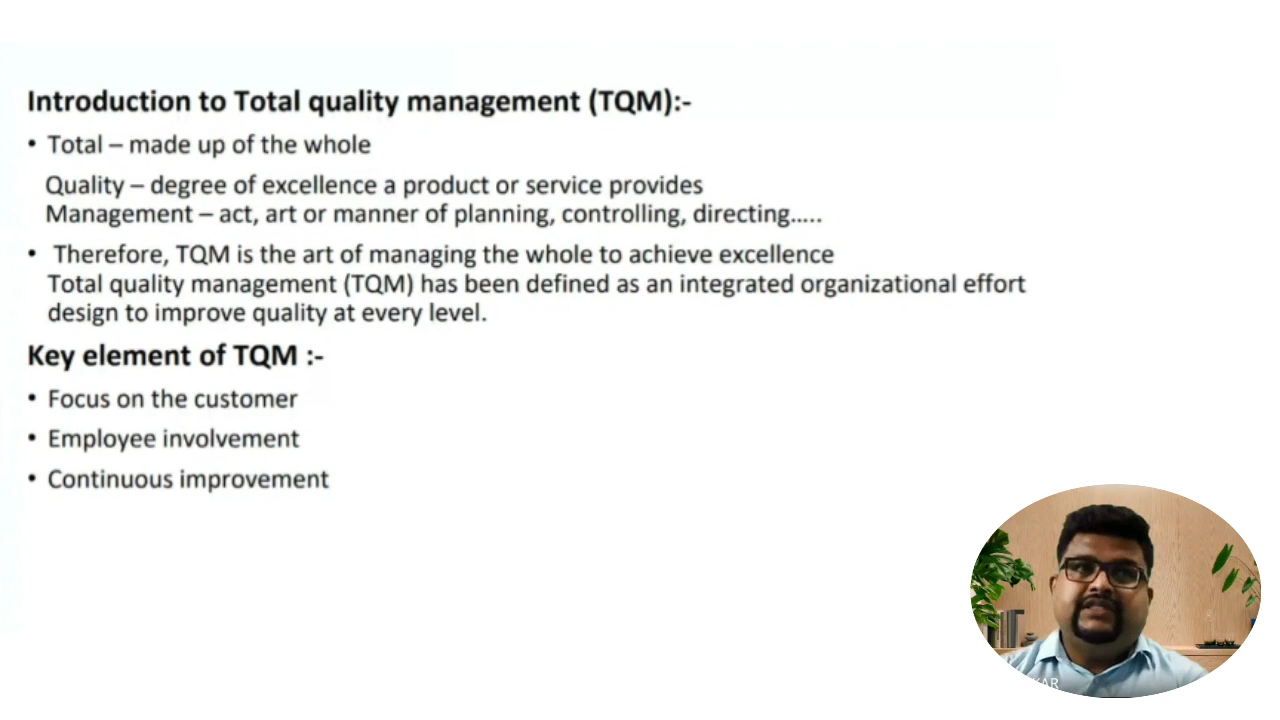 Introduction to Total quality management (TQM):-
• Total – made up of the whole
Quality – degree of excellence a product or service provides
Management – act, art or manner of planning, controlling, directing…..
• Therefore, TQM is the art of managing the whole to achieve excellence
Total quality management (TQM) has been defined as an integrated organizational effort
design to improve quality at every level.
Key element of TQM :-
• Focus on the customer
• Employee involvement
• Continuous improvement